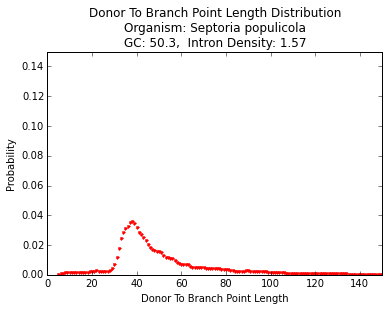 Donor To Branch Point Length Distribution
Organism: Septoria populicola
GC: 50.3,  Intron Density: 1.57
0.14
0.12
0.10
0.08
0.06
0.04
0.02
0.00
Probability
0 20 40 60 80 100 120 140
Donor To Branch Point Length